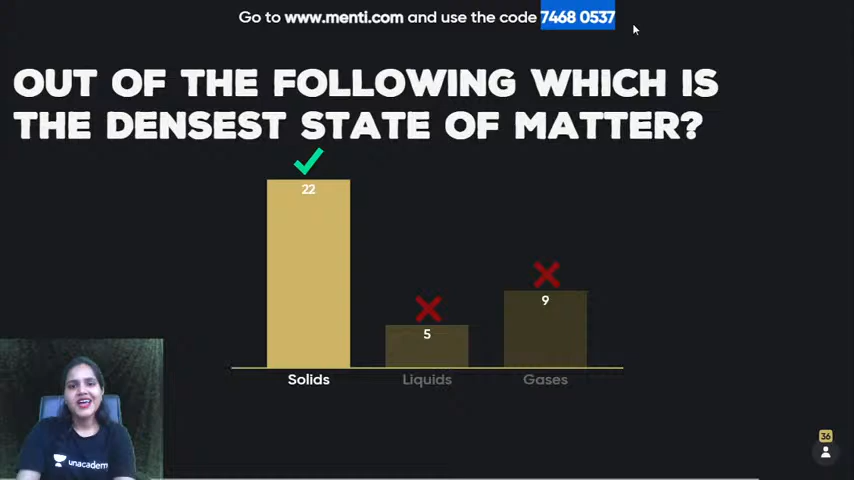 Go to www.menti.com and use the code 7468 0537
OUT OF THE FOLLOWING WHICH IS
THE DENSEST STATE OF MATTER?
22
5
9
Solids
Liquids
Gases
36
unacademy